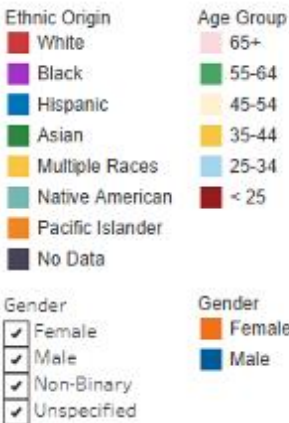 Ethnic Origin
White
Black
Hispanic
Asian
Multiple Races
Native American
Pacific Islander
No Data
Age Group
65+
55-64
45-54
35-44
25-34
< 25
Gender
Female
Male
Non-Binary
Unspecified
Gender
Female
Male